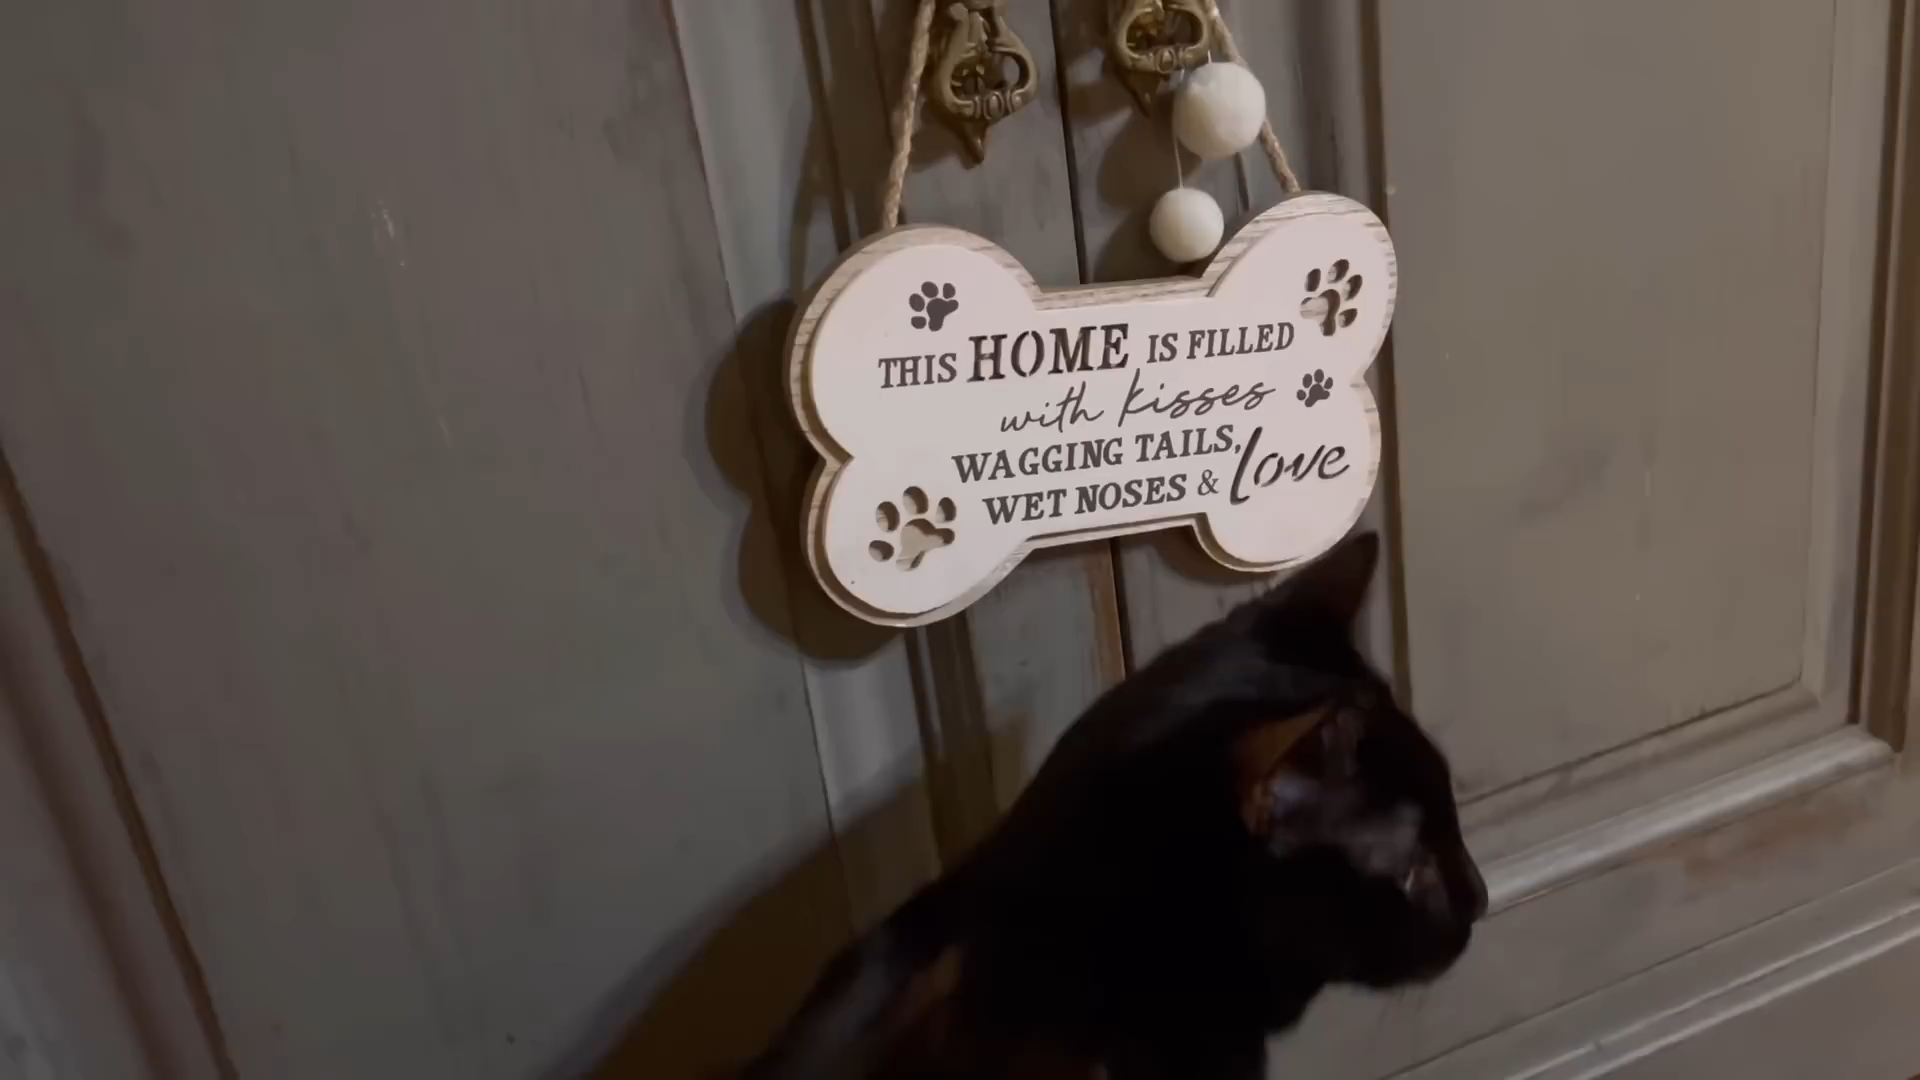 THIS HOME IS FILLED
with kisses
WAGGING TAILS,
WET NOSES & Love